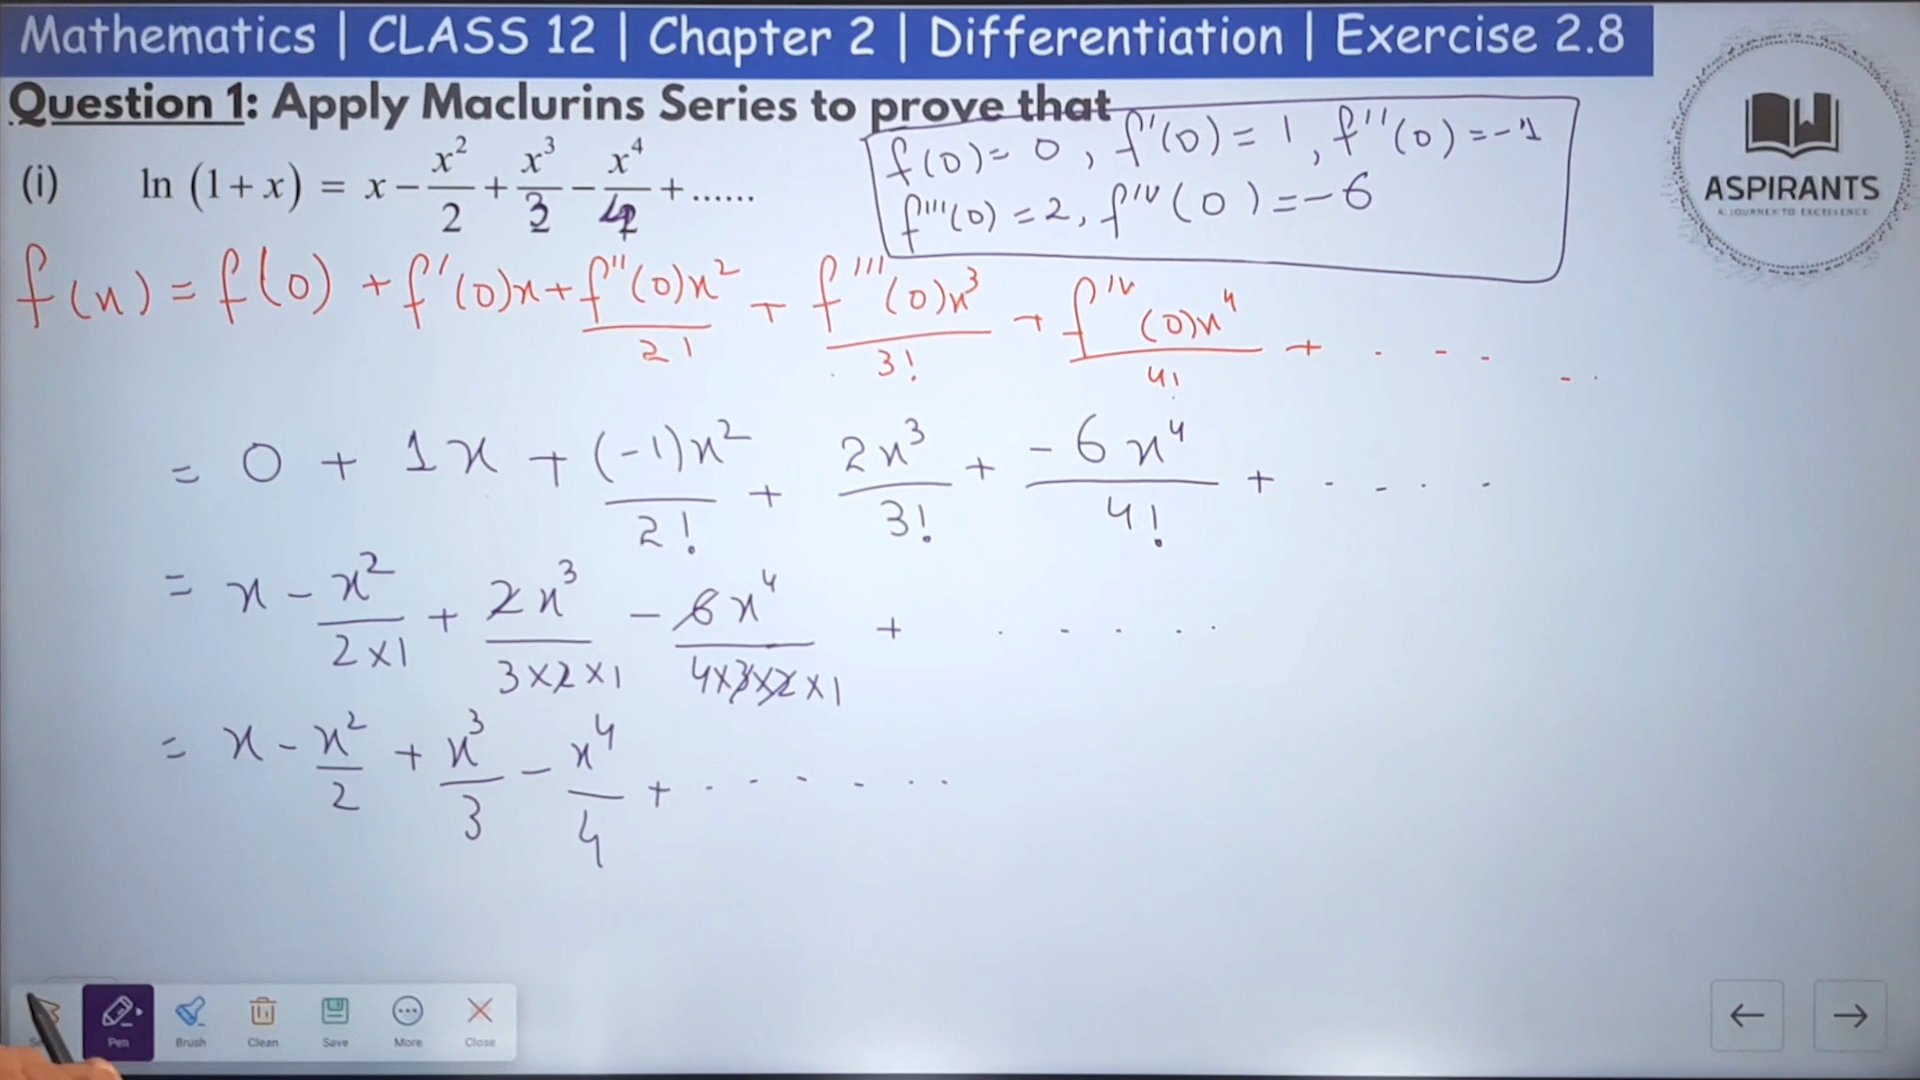 Mathematics | CLASS 12 | Chapter 2 | Differentiation | Exercise 2.8
Question 1: Apply Maclurins Series to prove that
(i) ln (1 + x) = x − x²/2 + x³/3 − x⁴/4 + ......
f(0) = 0, f'(0) = 1, f''(0) = -1
f'''(0) = 2, f'ᵛ(0) = -6
ASPIRANTS
A JOURNEY TO EXCELLENCE
f(x) = f(0) + f'(0)x + f''(0)x²/2! + f'''(0)x³/3! + f'ᵛ(0)x⁴/4! + . - - - .
= 0 + 1x + (-1)x²/2! + 2x³/3! + -6x⁴/4! + - - - -
= x - x²/2×1 + 2x³/3×2×1 - 6x⁴/4×3×2×1 + . . . . .
= x - x²/2 + x³/3 - x⁴/4 + . . . . . .
Pen
Brush
Clean
Save
More
Close
← →